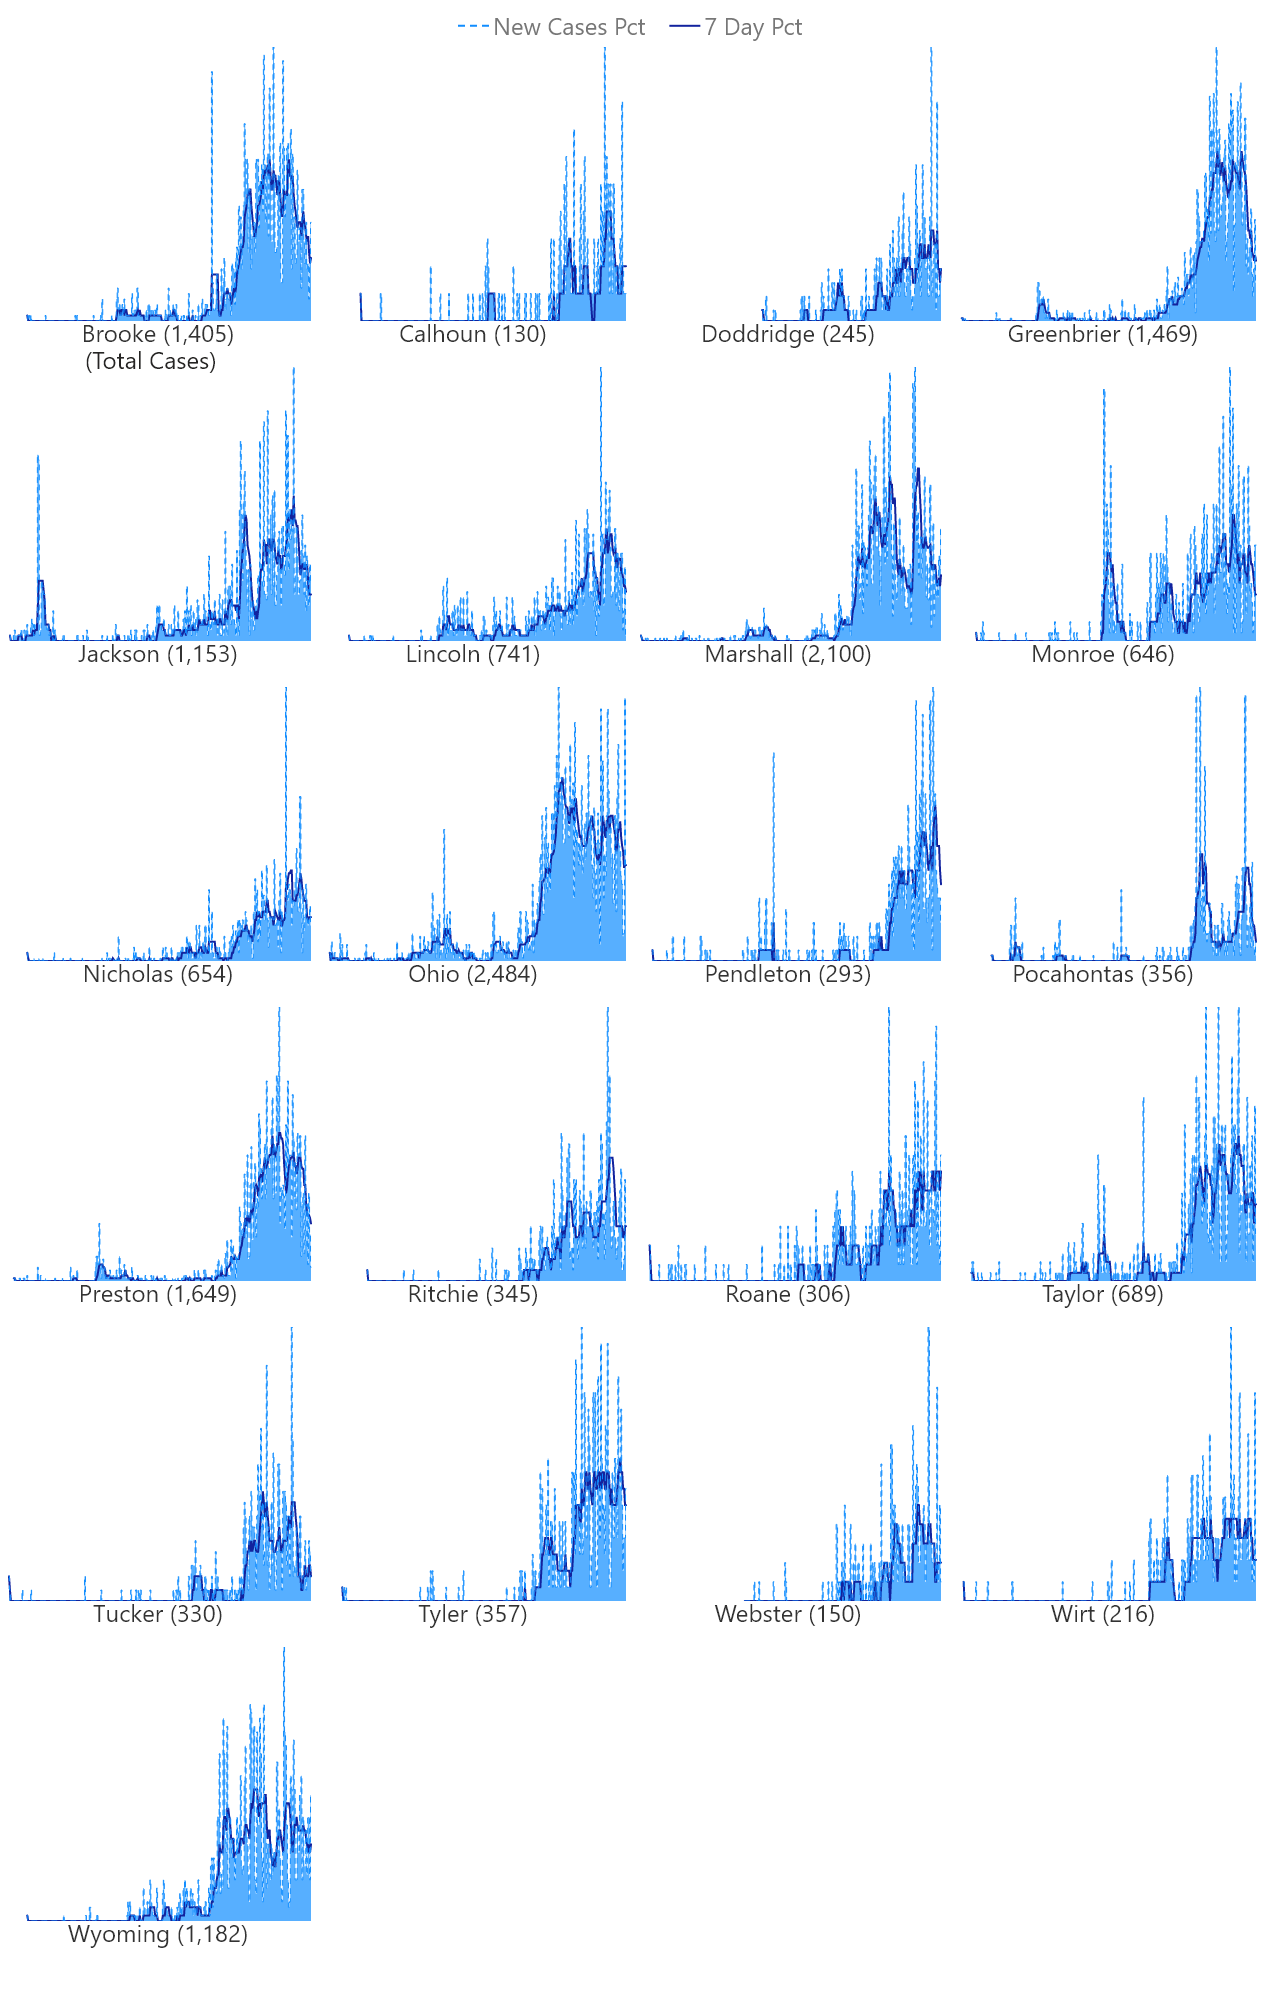 New Cases Pct 7 Day Pct
Brooke (1,405) Calhoun (130) Doddridge (245) Greenbrier (1,469)
(Total Cases)
Jackson (1,153) Lincoln (741) Marshall (2,100) Monroe (646)
Nicholas (654) Ohio (2,484) Pendleton (293) Pocahontas (356)
Preston (1,649) Ritchie (345) Roane (306) Taylor (689)
Tucker (330) Tyler (357) Webster (150) Wirt (216)
Wyoming (1,182)